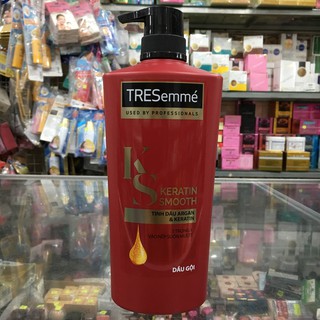 TRESemmé
USED BY PROFESSIONALS
KS
KERATIN
SMOOTH
TINH DẦU ARGAN
& KERATIN
DẦU GỘI